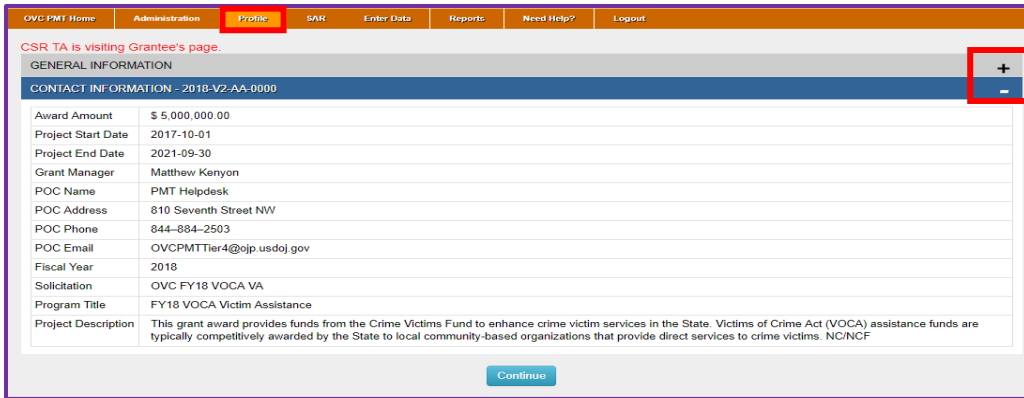 OVC PMT Home Administration Profile SAR Enter Data Reports Need Help? Logout
CSR TA is visiting Grantee's page.
GENERAL INFORMATION +
CONTACT INFORMATION - 2018-V2-AA-0000 -
Award Amount $ 5,000,000.00
Project Start Date 2017-10-01
Project End Date 2021-09-30
Grant Manager Matthew Kenyon
POC Name PMT Helpdesk
POC Address 810 Seventh Street NW
POC Phone 844–884–2503
POC Email OVCPMTTier4@ojp.usdoj.gov
Fiscal Year 2018
Solicitation OVC FY18 VOCA VA
Program Title FY18 VOCA Victim Assistance
Project Description This grant award provides funds from the Crime Victims Fund to enhance crime victim services in the State. Victims of Crime Act (VOCA) assistance funds are
typically competitively awarded by the State to local community-based organizations that provide direct services to crime victims. NC/NCF
Continue